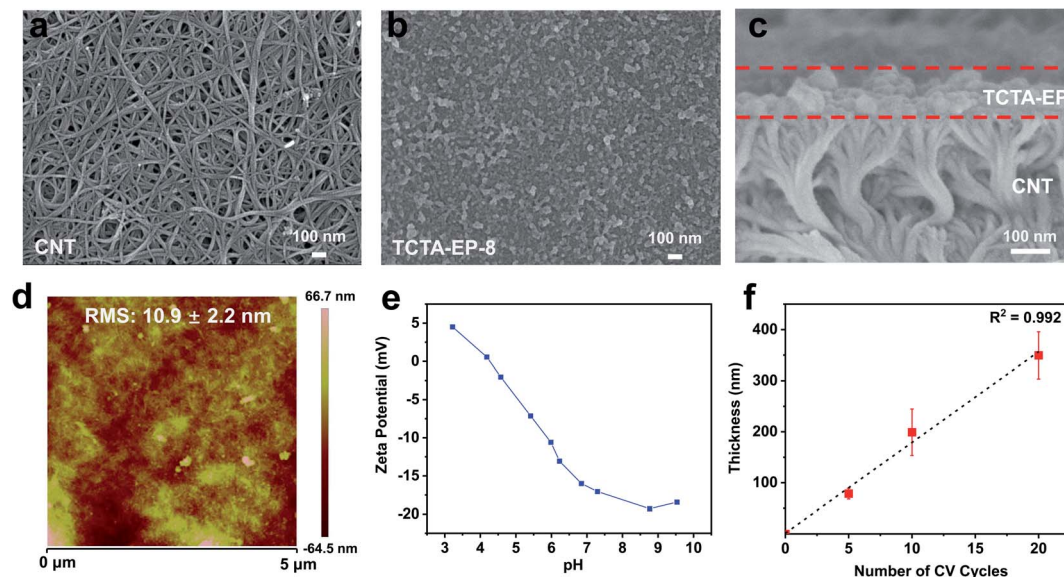 a
CNT
100 nm
b
TCTA-EP-8
100 nm
c
TCTA-EP
CNT
100 nm
d
RMS: 10.9 ± 2.2 nm
66.7 nm
-64.5 nm
0 µm
5 µm
e
Zeta Potential (mV)
5
0
-5
-10
-15
-20
3 4 5 6 7 8 9 10
pH
f
R² = 0.992
Thickness (nm)
400
300
200
100
0 5 10 15 20
Number of CV Cycles